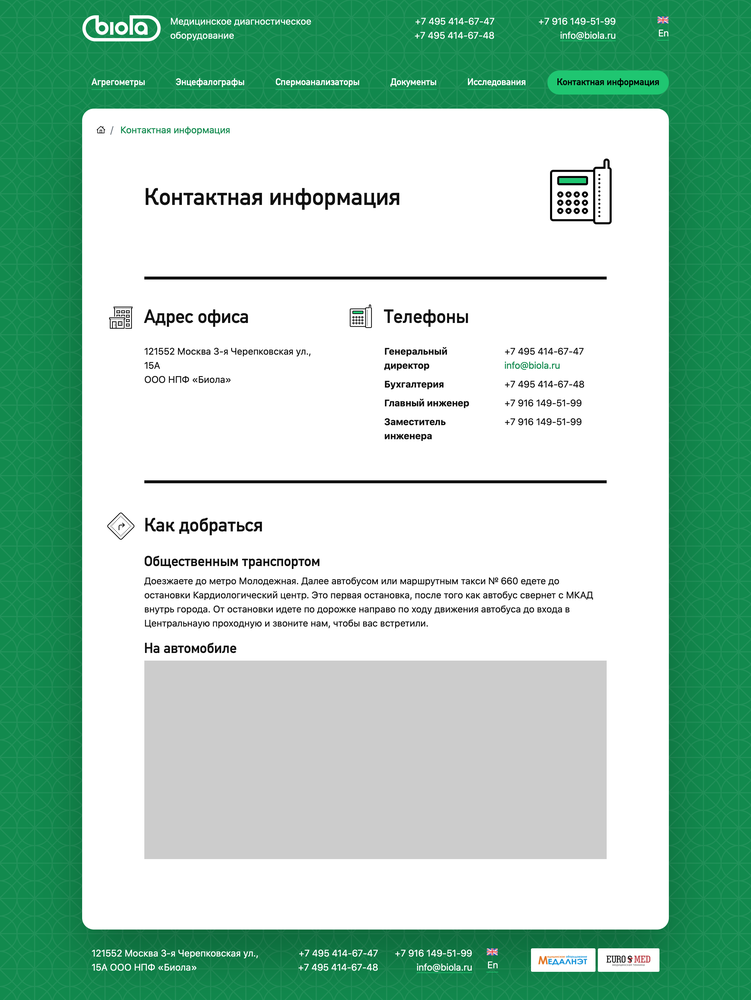 biola
Медицинское диагностическое
оборудование
+7 495 414-67-47
+7 495 414-67-48
+7 916 149-51-99
info@biola.ru
En
Агрегометры
Энцефалографы
Спермоанализаторы
Документы
Исследования
Контактная информация
/ Контактная информация
Контактная информация
Адрес офиса
121552 Москва 3-я Черепковская ул.,
15А
ООО НПФ «Биола»
Телефоны
Генеральный
директор
+7 495 414-67-47
info@biola.ru
Бухгалтерия
+7 495 414-67-48
Главный инженер
+7 916 149-51-99
Заместитель
инженера
+7 916 149-51-99
Как добраться
Общественным транспортом
Доезжаете до метро Молодежная. Далее автобусом или маршрутным такси № 660 едете до
остановки Кардиологический центр. Это первая остановка, после того как автобус свернет с МКАД
внутрь города. От остановки идете по дорожке направо по ходу движения автобуса до входа в
Центральнаую проходную и звоните нам, чтобы вас встретили.
На автомобиле
121552 Москва 3-я Черепковская ул.,
15А ООО НПФ «Биола»
+7 495 414-67-47
+7 495 414-67-48
+7 916 149-51-99
info@biola.ru
En
МЕДАЛНЭТ
EURO S MED